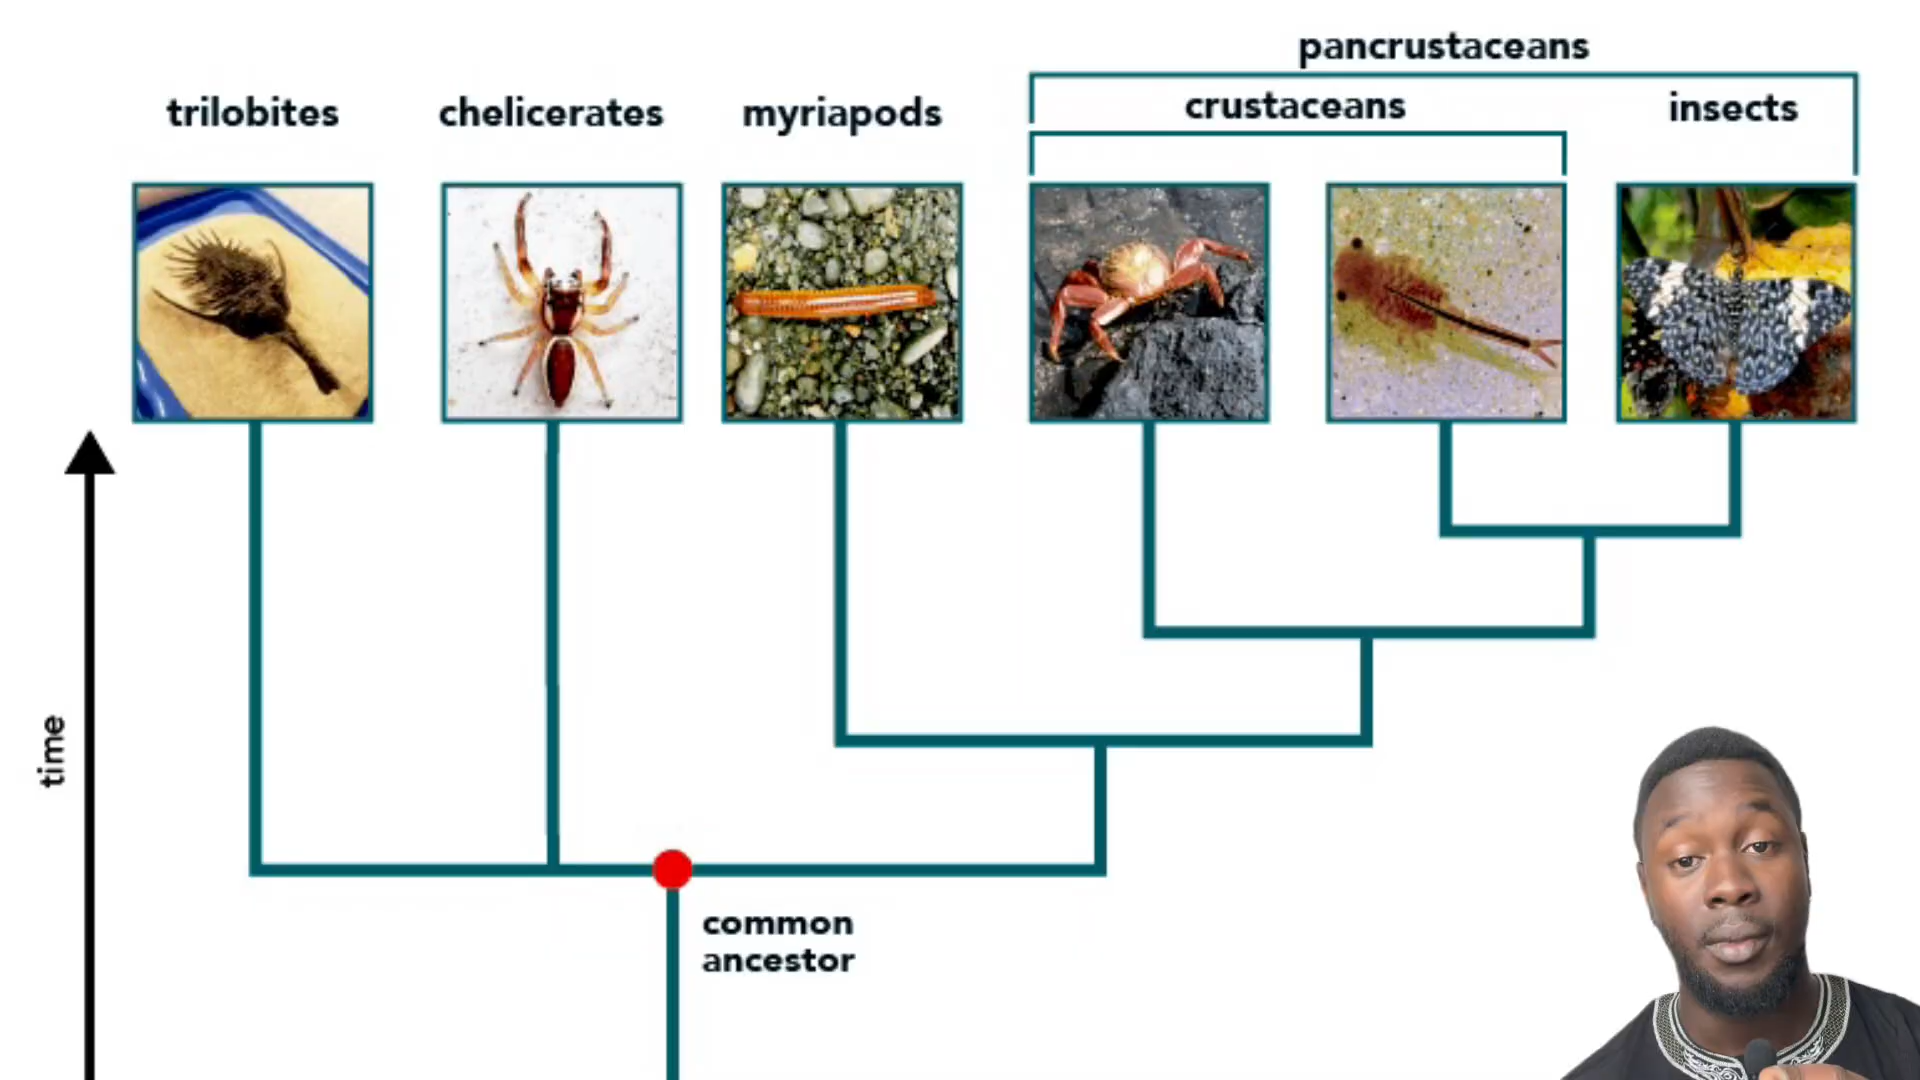 pancrustaceans
trilobites
chelicerates
myriapods
crustaceans
insects
time
common
ancestor